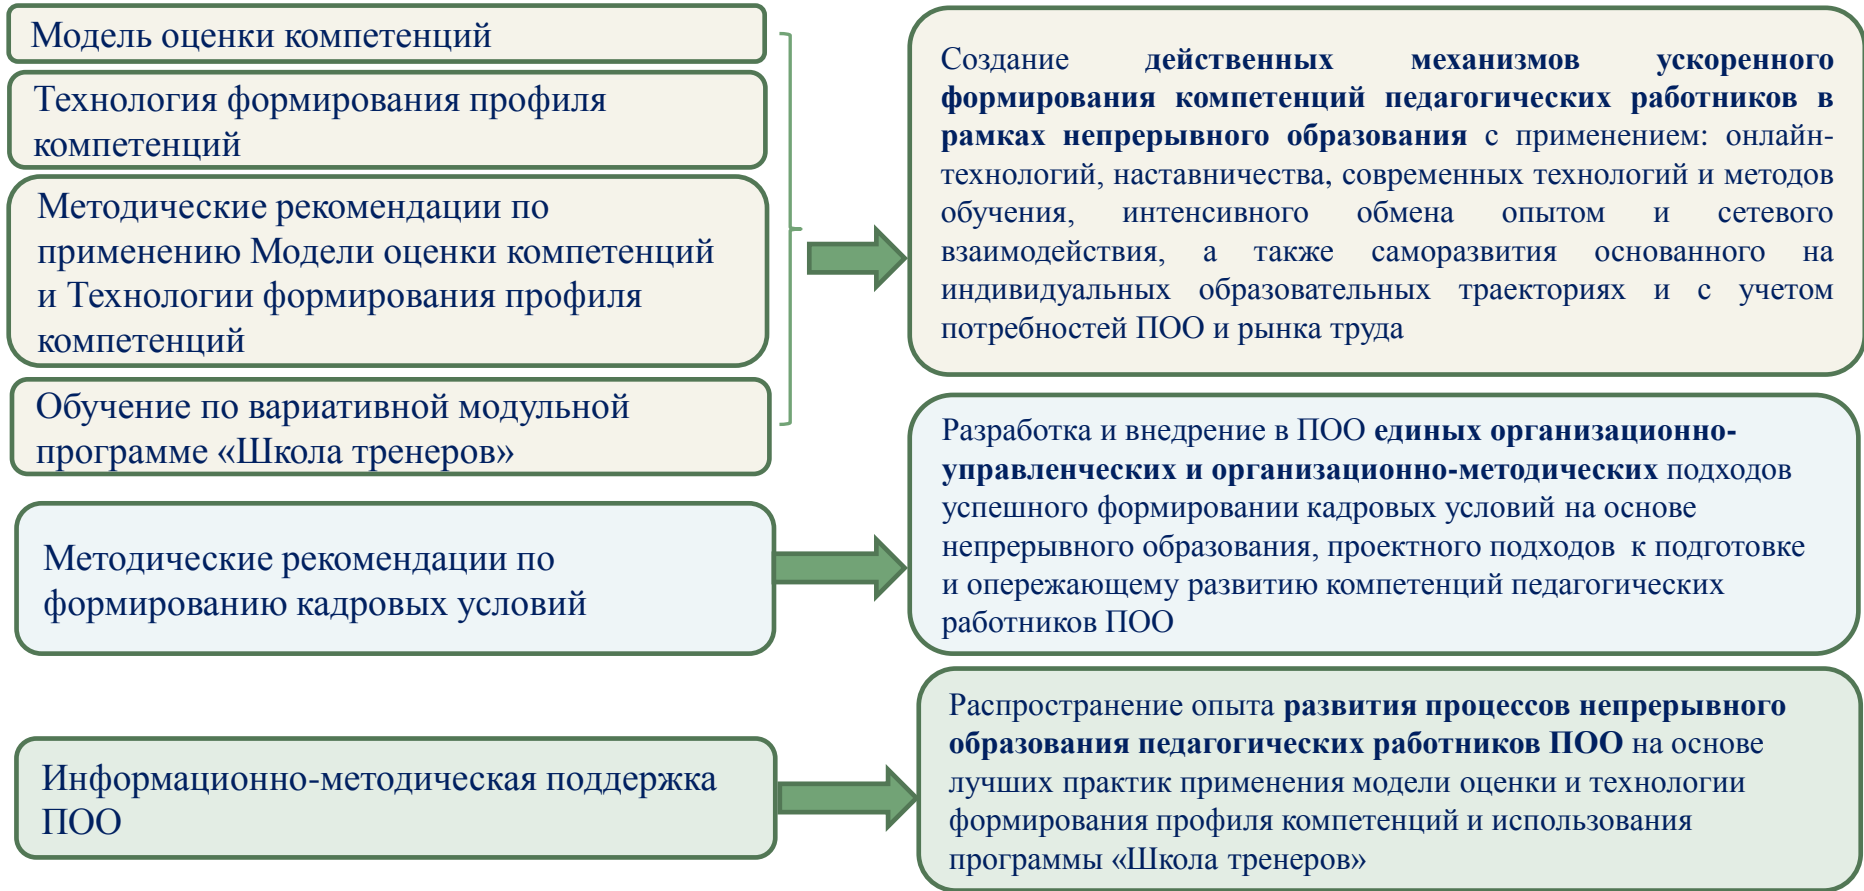 Модель оценки компетенций
Технология формирования профиля
компетенций
Методические рекомендации по
применению Модели оценки компетенций
и Технологии формирования профиля
компетенций
Обучение по вариативной модульной
программе «Школа тренеров»
Создание действенных механизмов ускоренного
формирования компетенций педагогических работников в
рамках непрерывного образования с применением: онлайн-
технологий, наставничества, современных технологий и методов
обучения, интенсивного обмена опытом и сетевого
взаимодействия, а также саморазвития основанного на
индивидуальных образовательных траекториях и с учетом
потребностей ПОО и рынка труда
Методические рекомендации по
формированию кадровых условий
Разработка и внедрение в ПОО единых организационно-
управленческих и организационно-методических подходов
успешного формировании кадровых условий на основе
непрерывного образования, проектного подходов к подготовке
и опережающему развитию компетенций педагогических
работников ПОО
Информационно-методическая поддержка
ПОО
Распространение опыта развития процессов непрерывного
образования педагогических работников ПОО на основе
лучших практик применения модели оценки и технологии
формирования профиля компетенций и использования
программы «Школа тренеров»